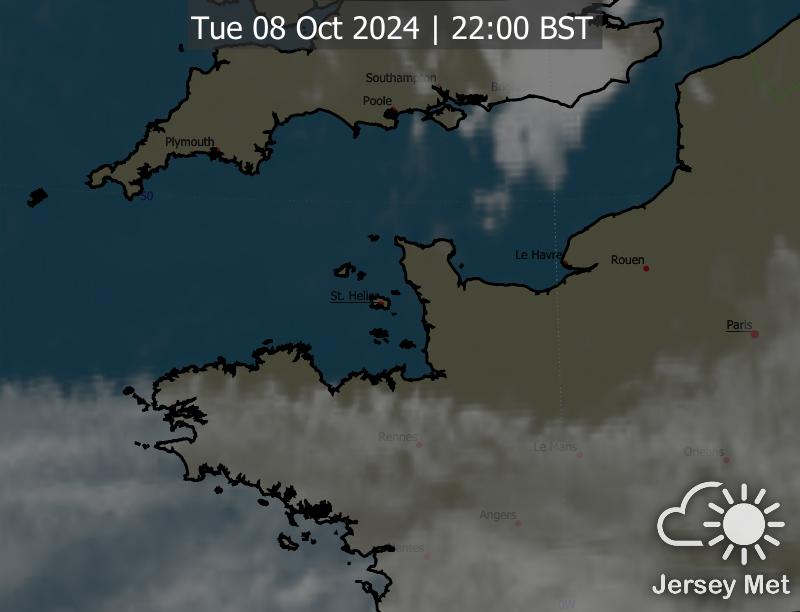 Tue 08 Oct 2024 | 22:00 BST
Southampton
Poole
Plymouth
50
Le Havre
Rouen
St. Helier
Paris
Rennes
Le Mans
Orleans
Angers
Nantes
Jersey Met